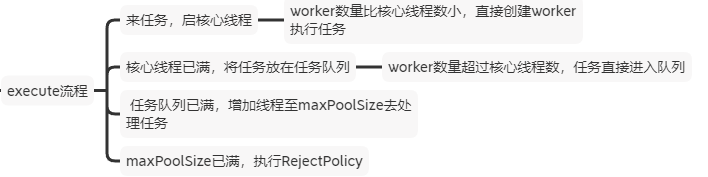 execute流程
来任务，启核心线程
worker数量比核心线程数小，直接创建worker
执行任务
核心线程已满，将任务放在任务队列
worker数量超过核心线程数，任务直接进入队列
任务队列已满，增加线程至maxPoolSize去处
理任务
maxPoolSize已满，执行RejectPolicy